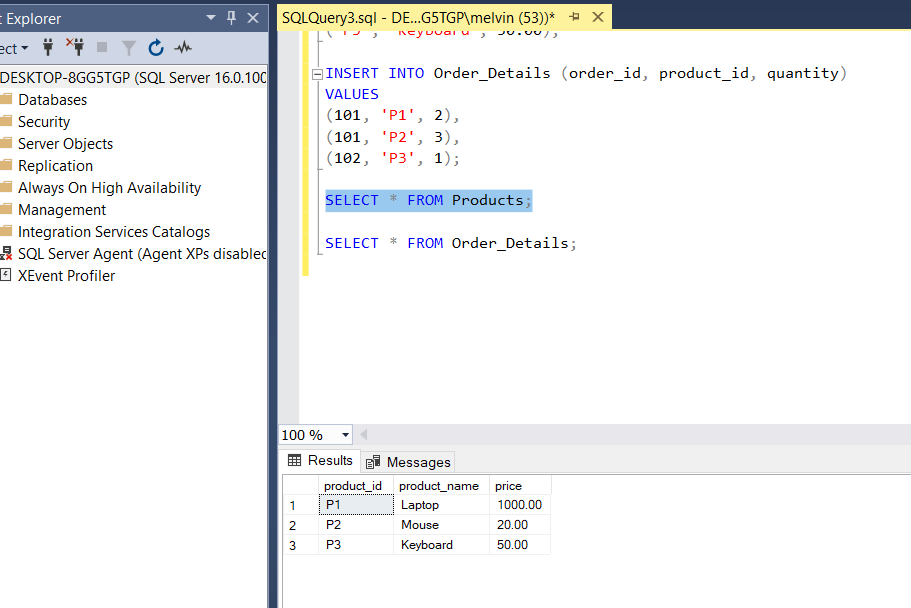 t Explorer
SQLQuery3.sql - DE...G5TGP\melvin (53))*
ect
DESKTOP-8GG5TGP (SQL Server 16.0.100
Databases
Security
Server Objects
Replication
Always On High Availability
Management
Integration Services Catalogs
SQL Server Agent (Agent XPs disabled
XEvent Profiler
('P3', 'Keyboard', 50.00);
INSERT INTO Order_Details (order_id, product_id, quantity)
VALUES
(101, 'P1', 2),
(101, 'P2', 3),
(102, 'P3', 1);
SELECT * FROM Products;
SELECT * FROM Order_Details;
100 %
Results Messages
product_id product_name price
1 P1 Laptop 1000.00
2 P2 Mouse 20.00
3 P3 Keyboard 50.00